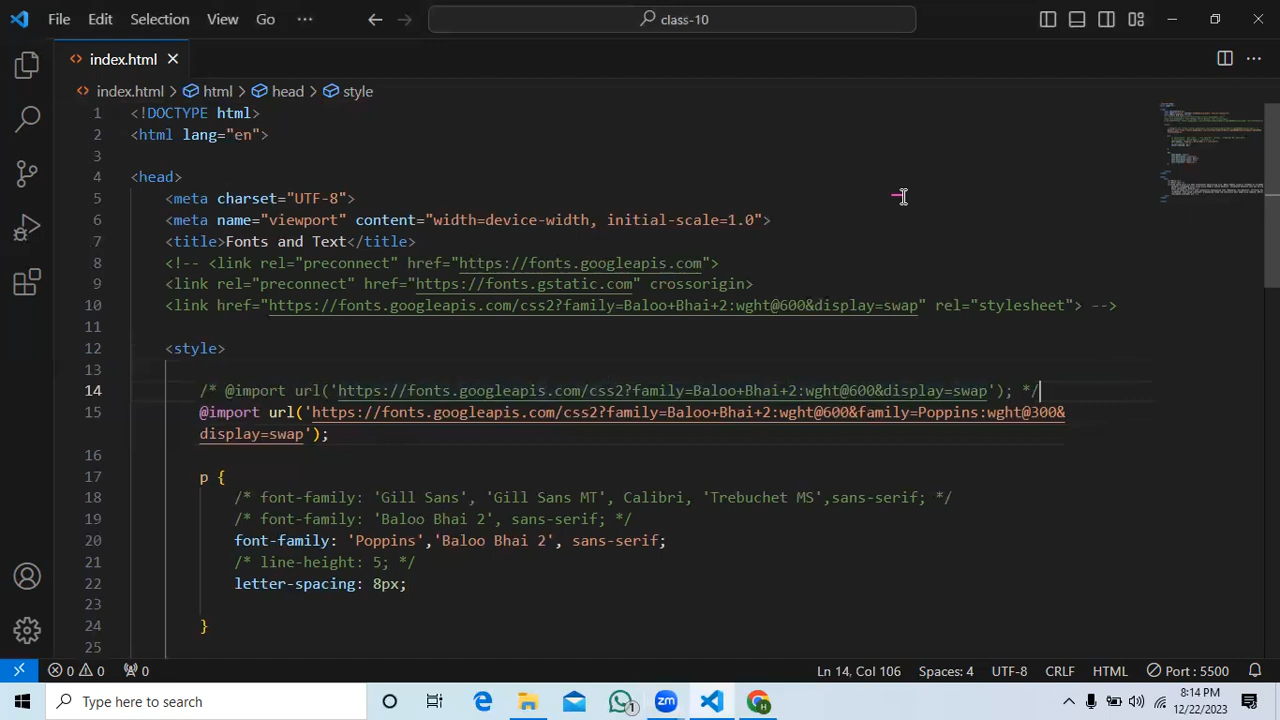 File Edit Selection View Go ··· class-10
index.html
index.html > html > head > style
1 <!DOCTYPE html>
2 <html lang="en">
3
4 <head>
5 <meta charset="UTF-8">
6 <meta name="viewport" content="width=device-width, initial-scale=1.0">
7 <title>Fonts and Text</title>
8 <!-- <link rel="preconnect" href="https://fonts.googleapis.com">
9 <link rel="preconnect" href="https://fonts.gstatic.com" crossorigin>
10 <link href="https://fonts.googleapis.com/css2?family=Baloo+Bhai+2:wght@600&display=swap" rel="stylesheet"> -->
11
12 <style>
13
14 /* @import url('https://fonts.googleapis.com/css2?family=Baloo+Bhai+2:wght@600&display=swap'); */
15 @import url('https://fonts.googleapis.com/css2?family=Baloo+Bhai+2:wght@600&family=Poppins:wght@300&
display=swap');
16
17 p {
18 /* font-family: 'Gill Sans', 'Gill Sans MT', Calibri, 'Trebuchet MS',sans-serif; */
19 /* font-family: 'Baloo Bhai 2', sans-serif; */
20 font-family: 'Poppins','Baloo Bhai 2', sans-serif;
21 /* line-height: 5; */
22 letter-spacing: 8px;
23
24 }
25
0 0 0 Ln 14, Col 106 Spaces: 4 UTF-8 CRLF HTML Port : 5500
Type here to search 1 zm H 8:14 PM
12/22/2023